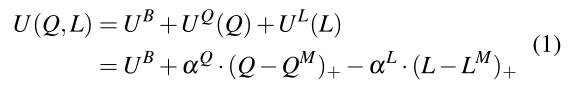 U(Q,L) = U^B + U^Q(Q) + U^L(L)
= U^B + α^Q · (Q − Q^M)_+ − α^L · (L − L^M)_+ (1)